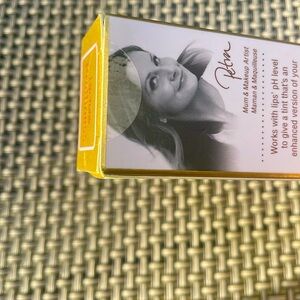 Petra
Mom & Makeup Artist
Maman & Maquilleuse
Works with lips' pH level
to give a tint that's an
enhanced version of your